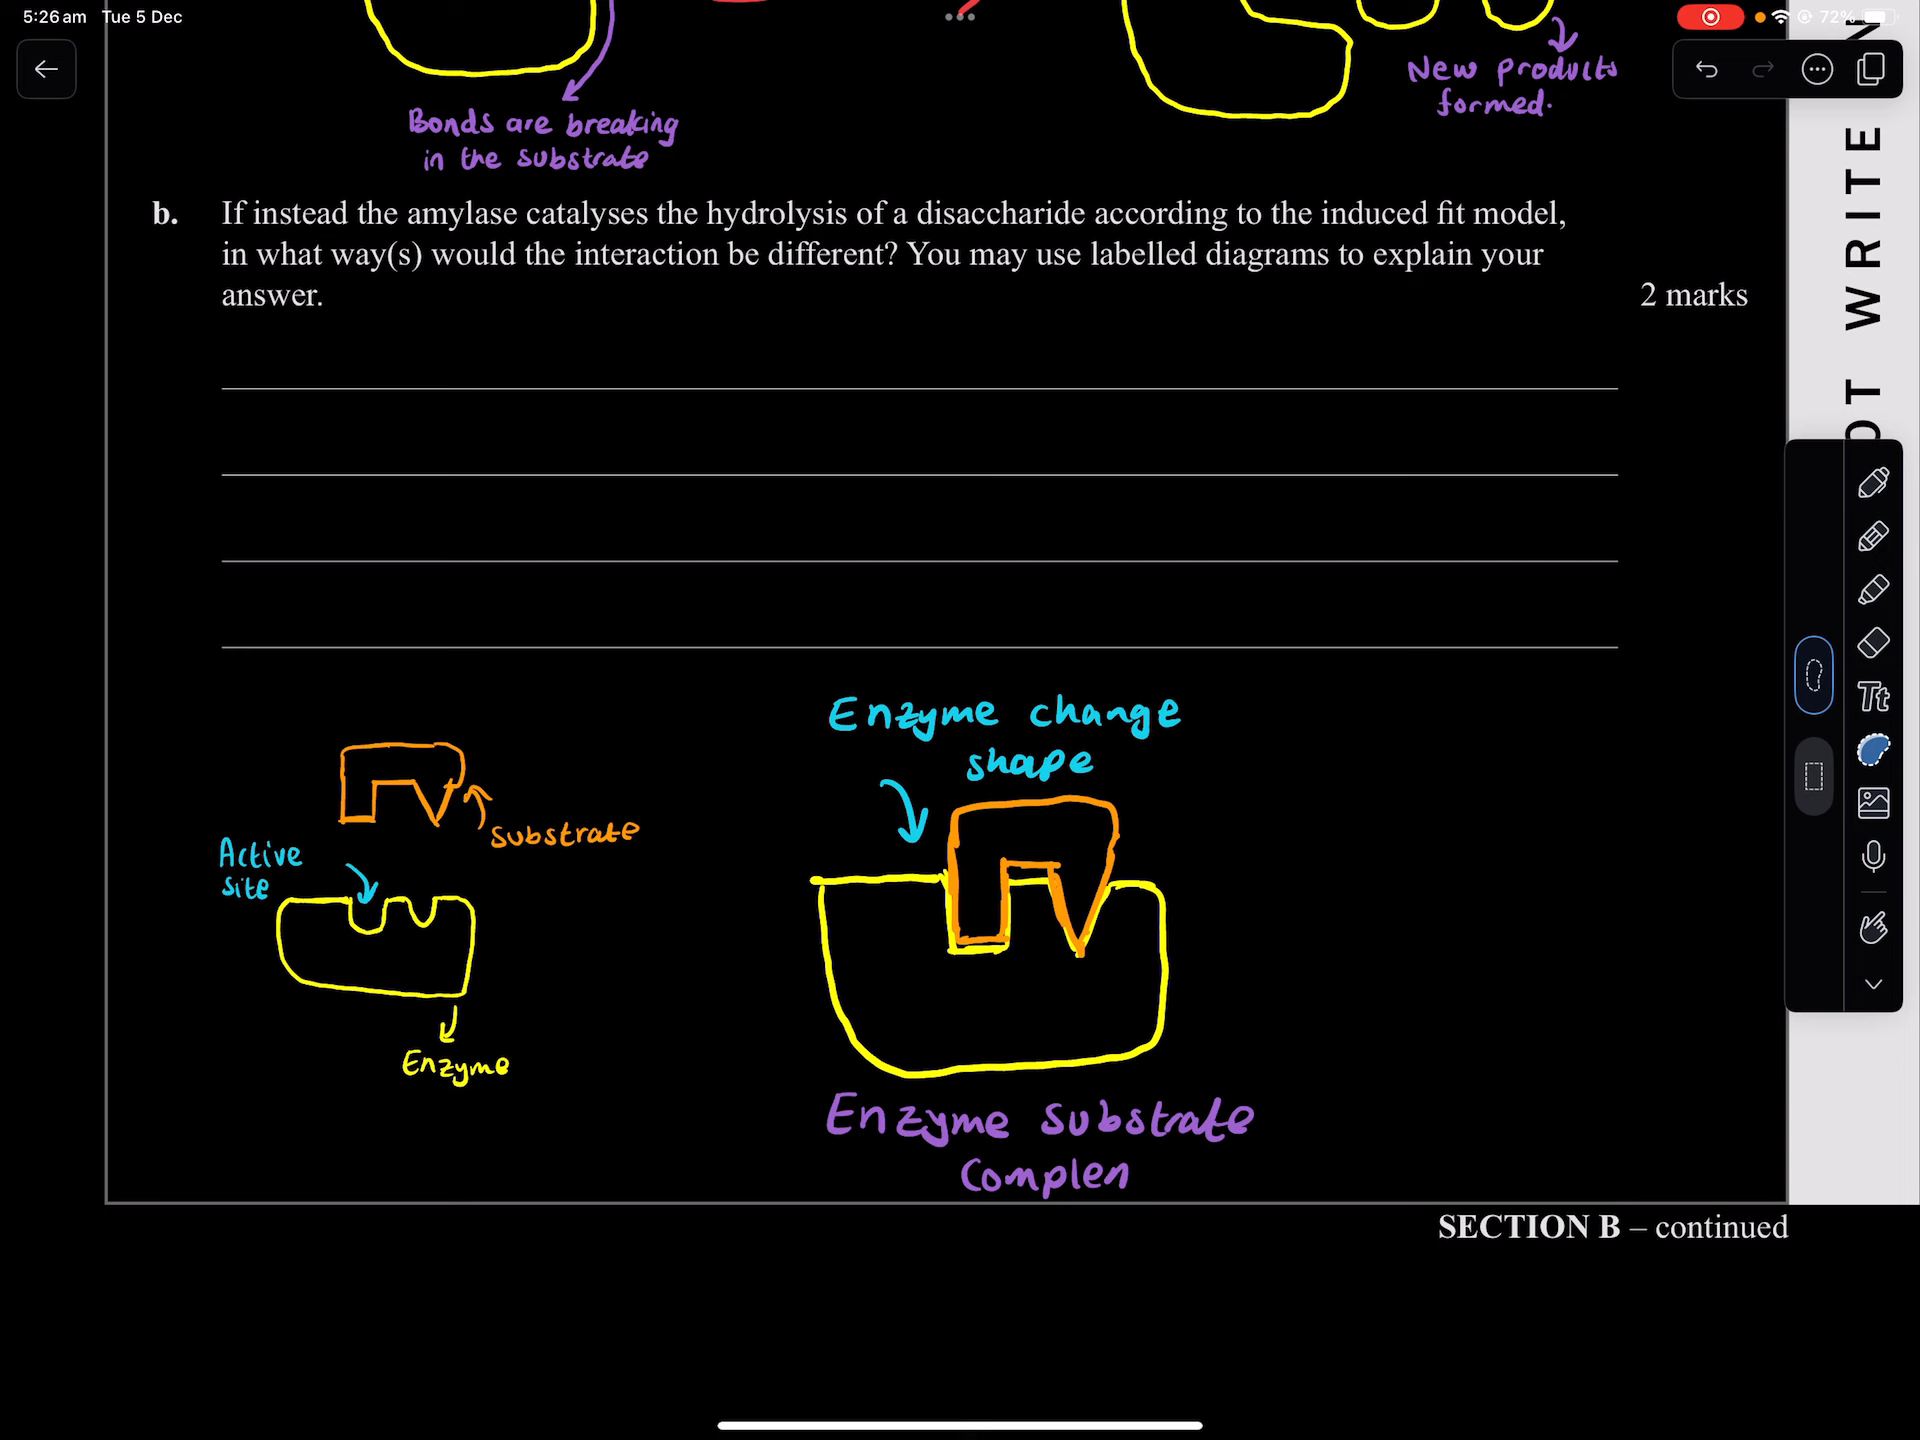 5:26 am Tue 5 Dec
72%
New products
formed.
Bonds are breaking
in the substrate
b. If instead the amylase catalyses the hydrolysis of a disaccharide according to the induced fit model,
in what way(s) would the interaction be different? You may use labelled diagrams to explain your
answer.
2 marks
OT WRITE N
Tt
Enzyme change
shape
substrate
Active
site
Enzyme
Enzyme substrate
Complen
SECTION B – continued